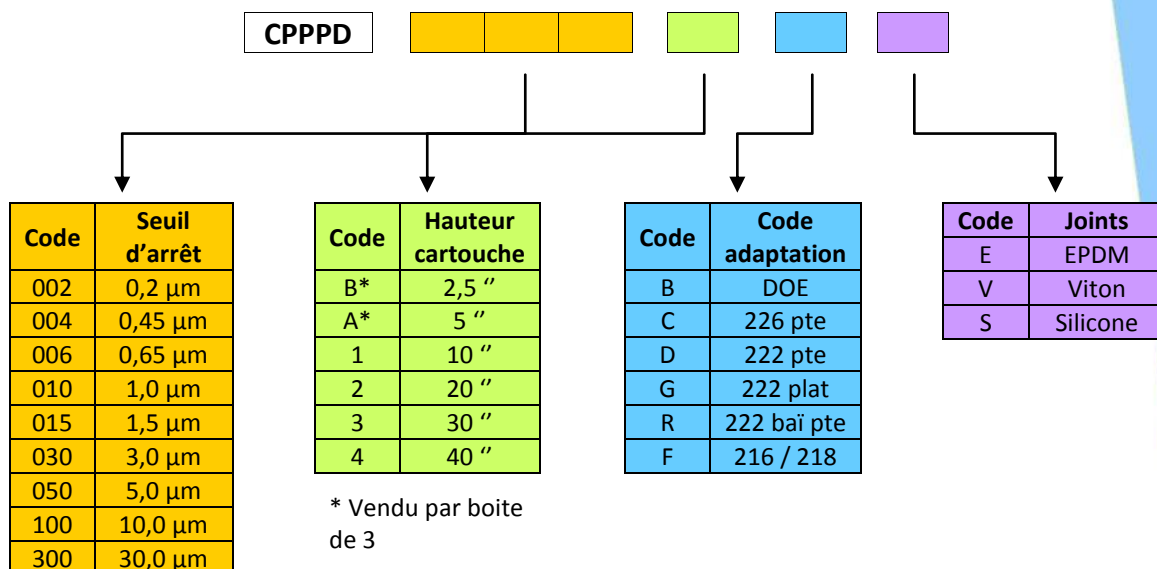 CPPPD
Code Seuil d'arrêt
002 0,2 µm
004 0,45 µm
006 0,65 µm
010 1,0 µm
015 1,5 µm
030 3,0 µm
050 5,0 µm
100 10,0 µm
300 30,0 µm
Code Hauteur cartouche
B* 2,5 ‘’
A* 5 ‘’
1 10 ‘’
2 20 ‘’
3 30 ‘’
4 40 ‘’
* Vendu par boite
de 3
Code Code adaptation
B DOE
C 226 pte
D 222 pte
G 222 plat
R 222 baï pte
F 216 / 218
Code Joints
E EPDM
V Viton
S Silicone